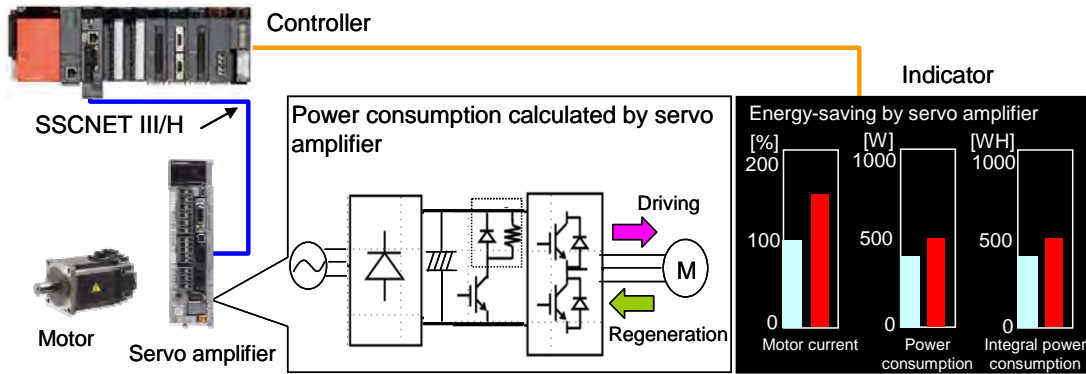 Controller
SSCNET III/H
Motor
Servo amplifier
Power consumption calculated by servo
amplifier
Driving
M
Regeneration
Indicator
Energy-saving by servo amplifier
[%]
200
100
0
Motor current
[W]
1000
500
0
Power
consumption
[WH]
1000
500
0
Integral power
consumption